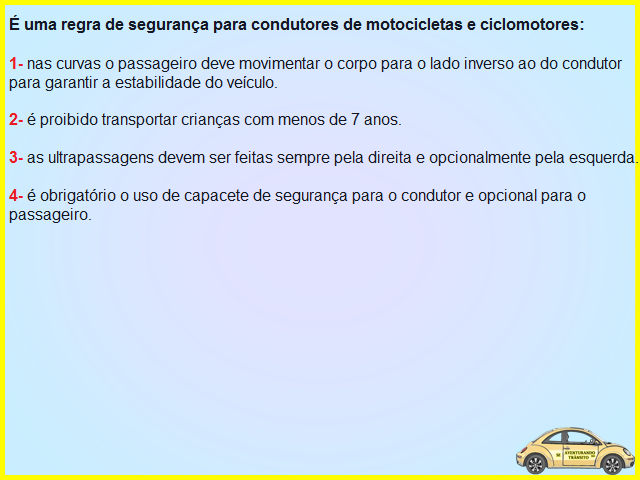 É uma regra de segurança para condutores de motocicletas e ciclomotores:
1- nas curvas o passageiro deve movimentar o corpo para o lado inverso ao do condutor
para garantir a estabilidade do veículo.
2- é proibido transportar crianças com menos de 7 anos.
3- as ultrapassagens devem ser feitas sempre pela direita e opcionalmente pela esquerda.
4- é obrigatório o uso de capacete de segurança para o condutor e opcional para o
passageiro.
AVENTURANDO
TRÂNSITO